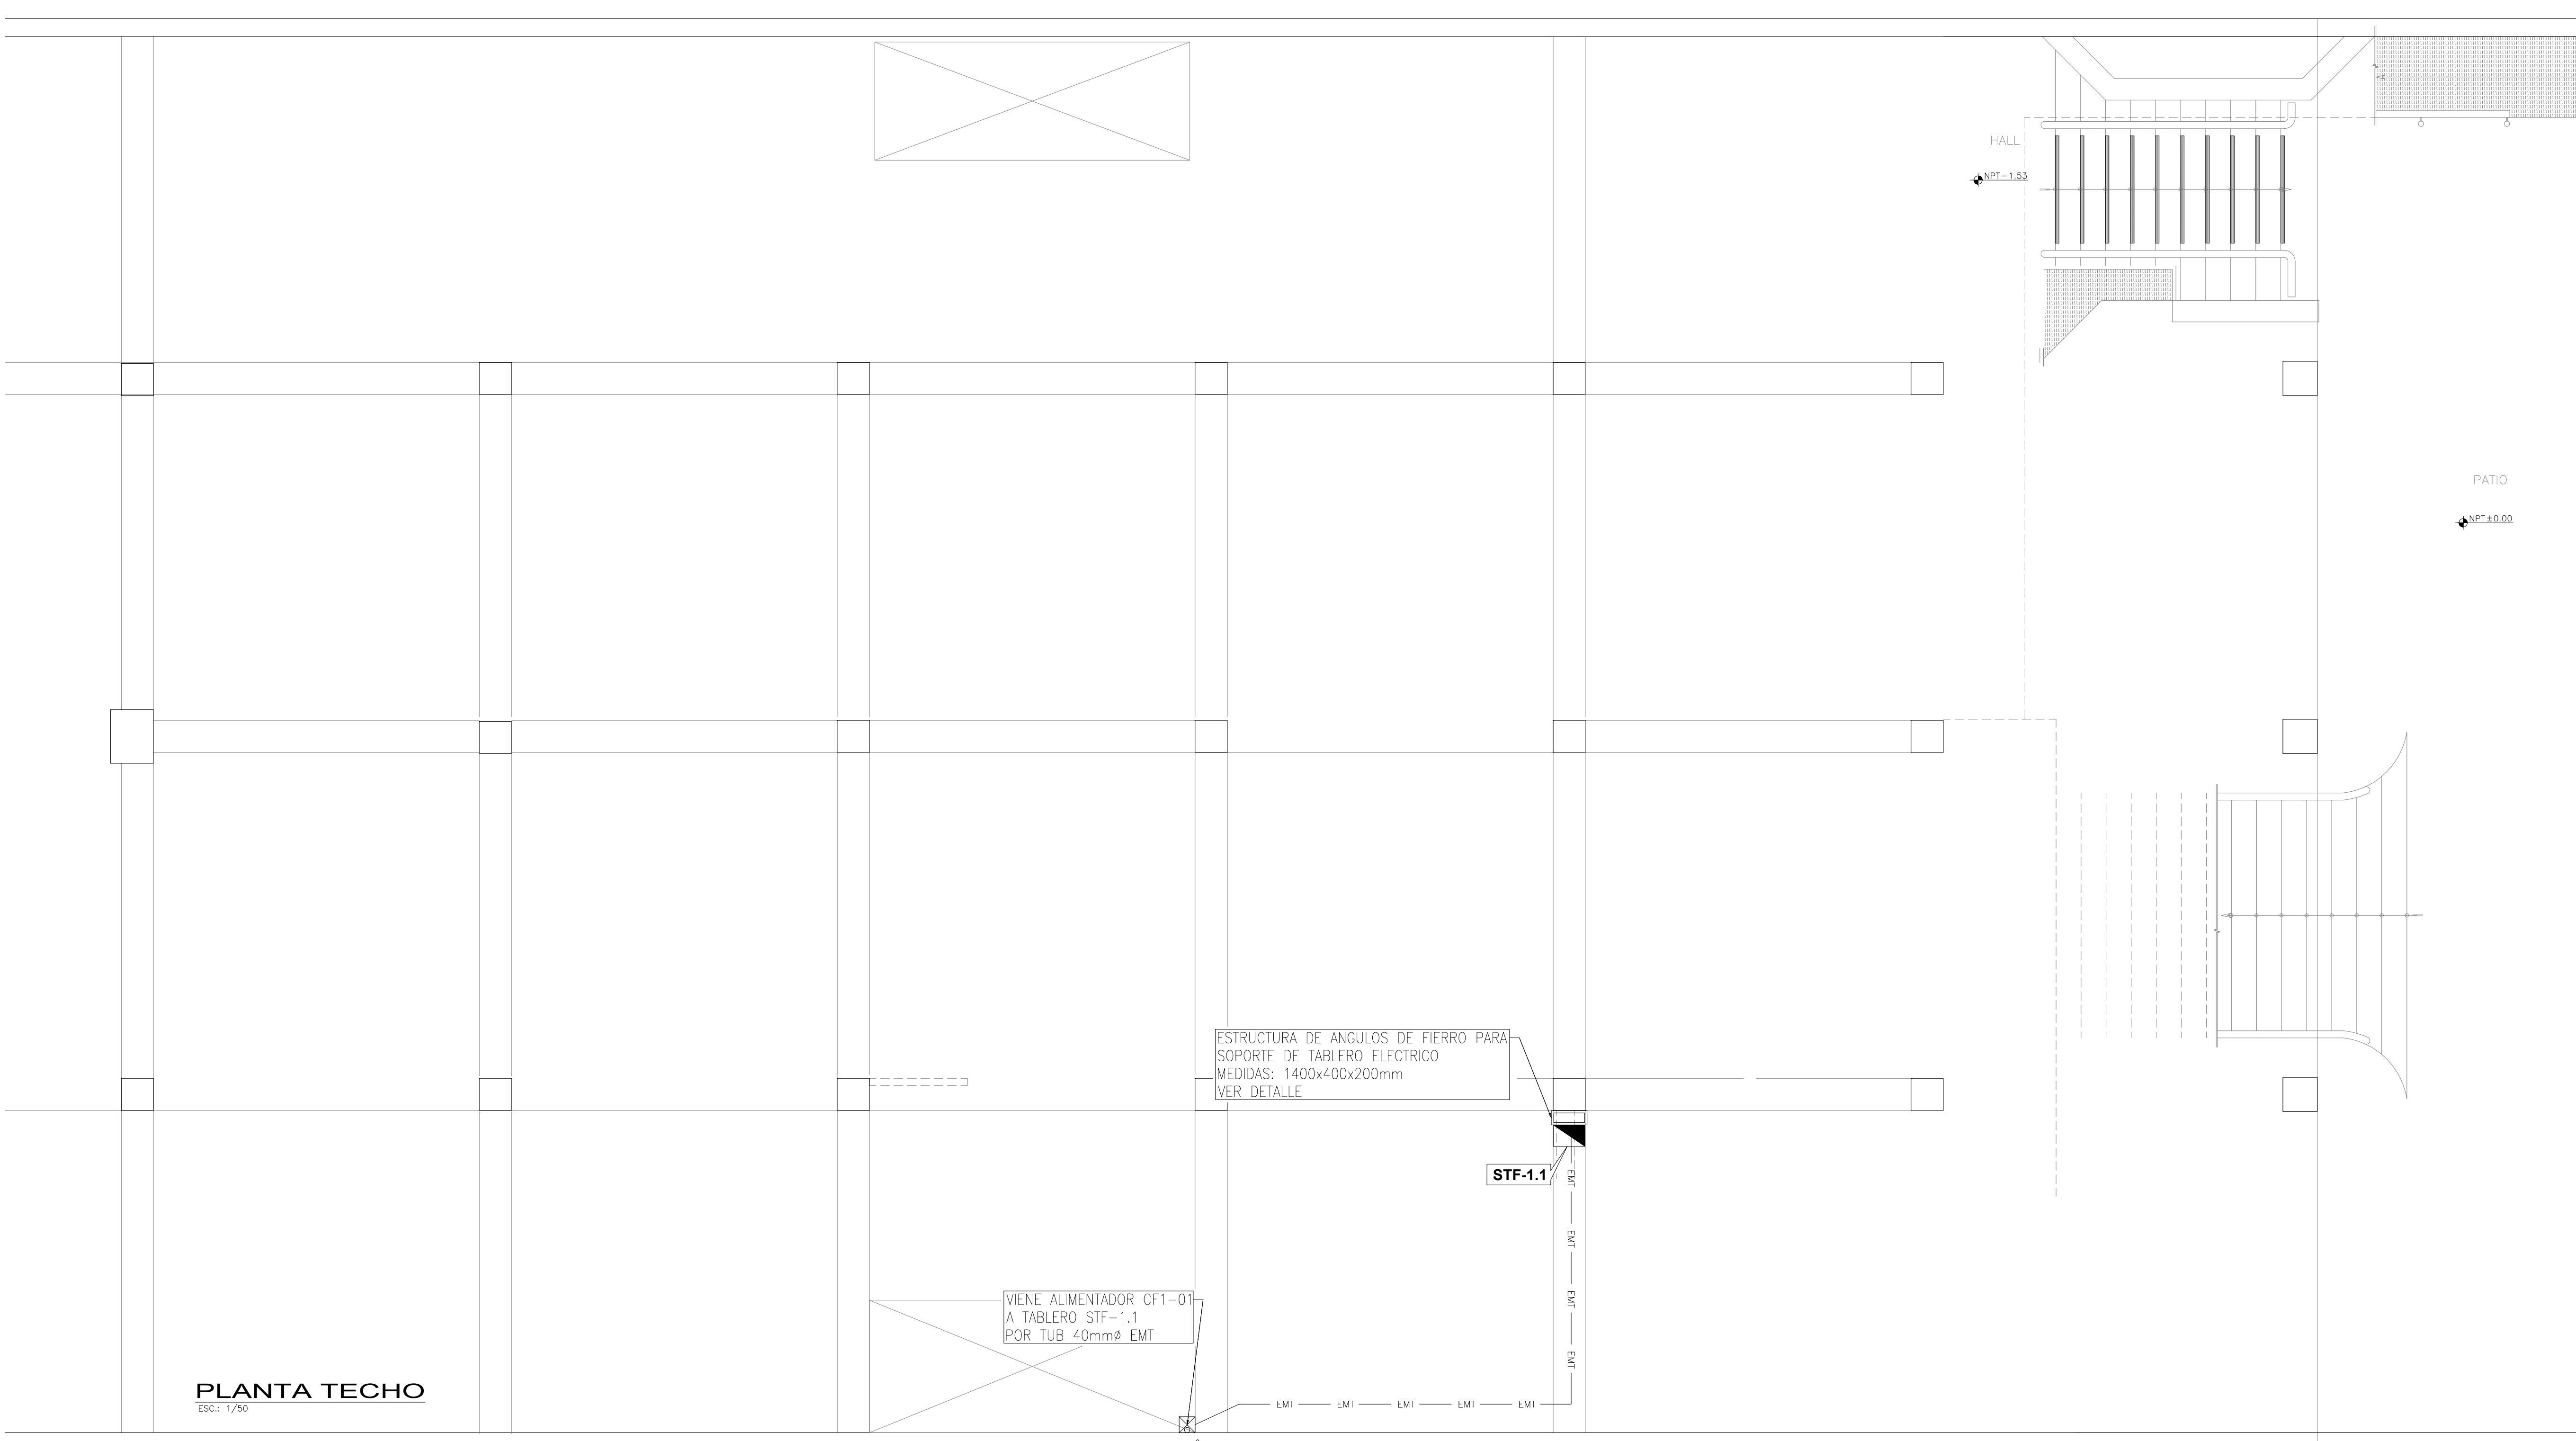 HALL
NPT-1.53
PATIO
NPT±0.00
ESTRUCTURA DE ANGULOS DE FIERRO PARA
SOPORTE DE TABLERO ELECTRICO
MEDIDAS: 1400x400x200mm
VER DETALLE
STF-1.1
EMT
EMT
EMT
EMT
VIENE ALIMENTADOR CF1-01
A TABLERO STF-1.1
POR TUB 40mmØ EMT
PLANTA TECHO
ESC.: 1/50
EMT EMT EMT EMT EMT